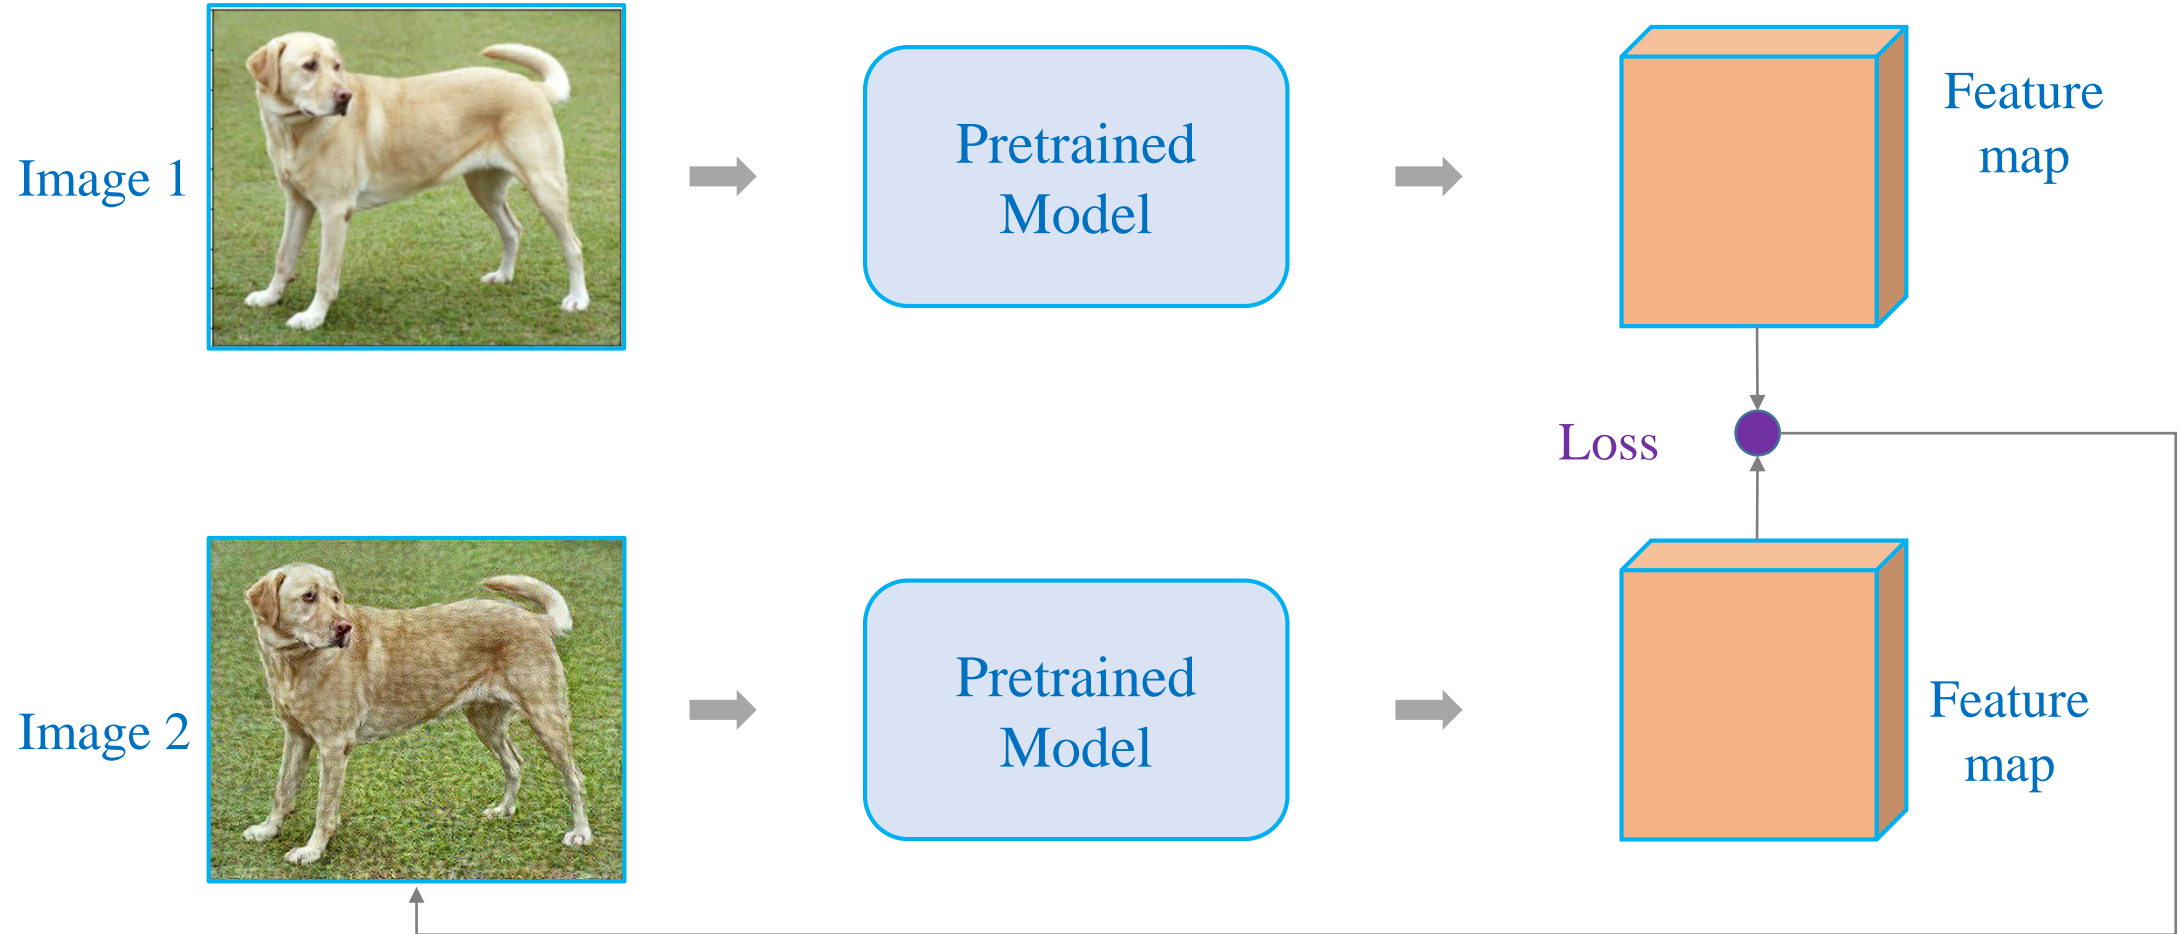 Image 1
Pretrained
Model
Feature
map
Loss
Image 2
Pretrained
Model
Feature
map